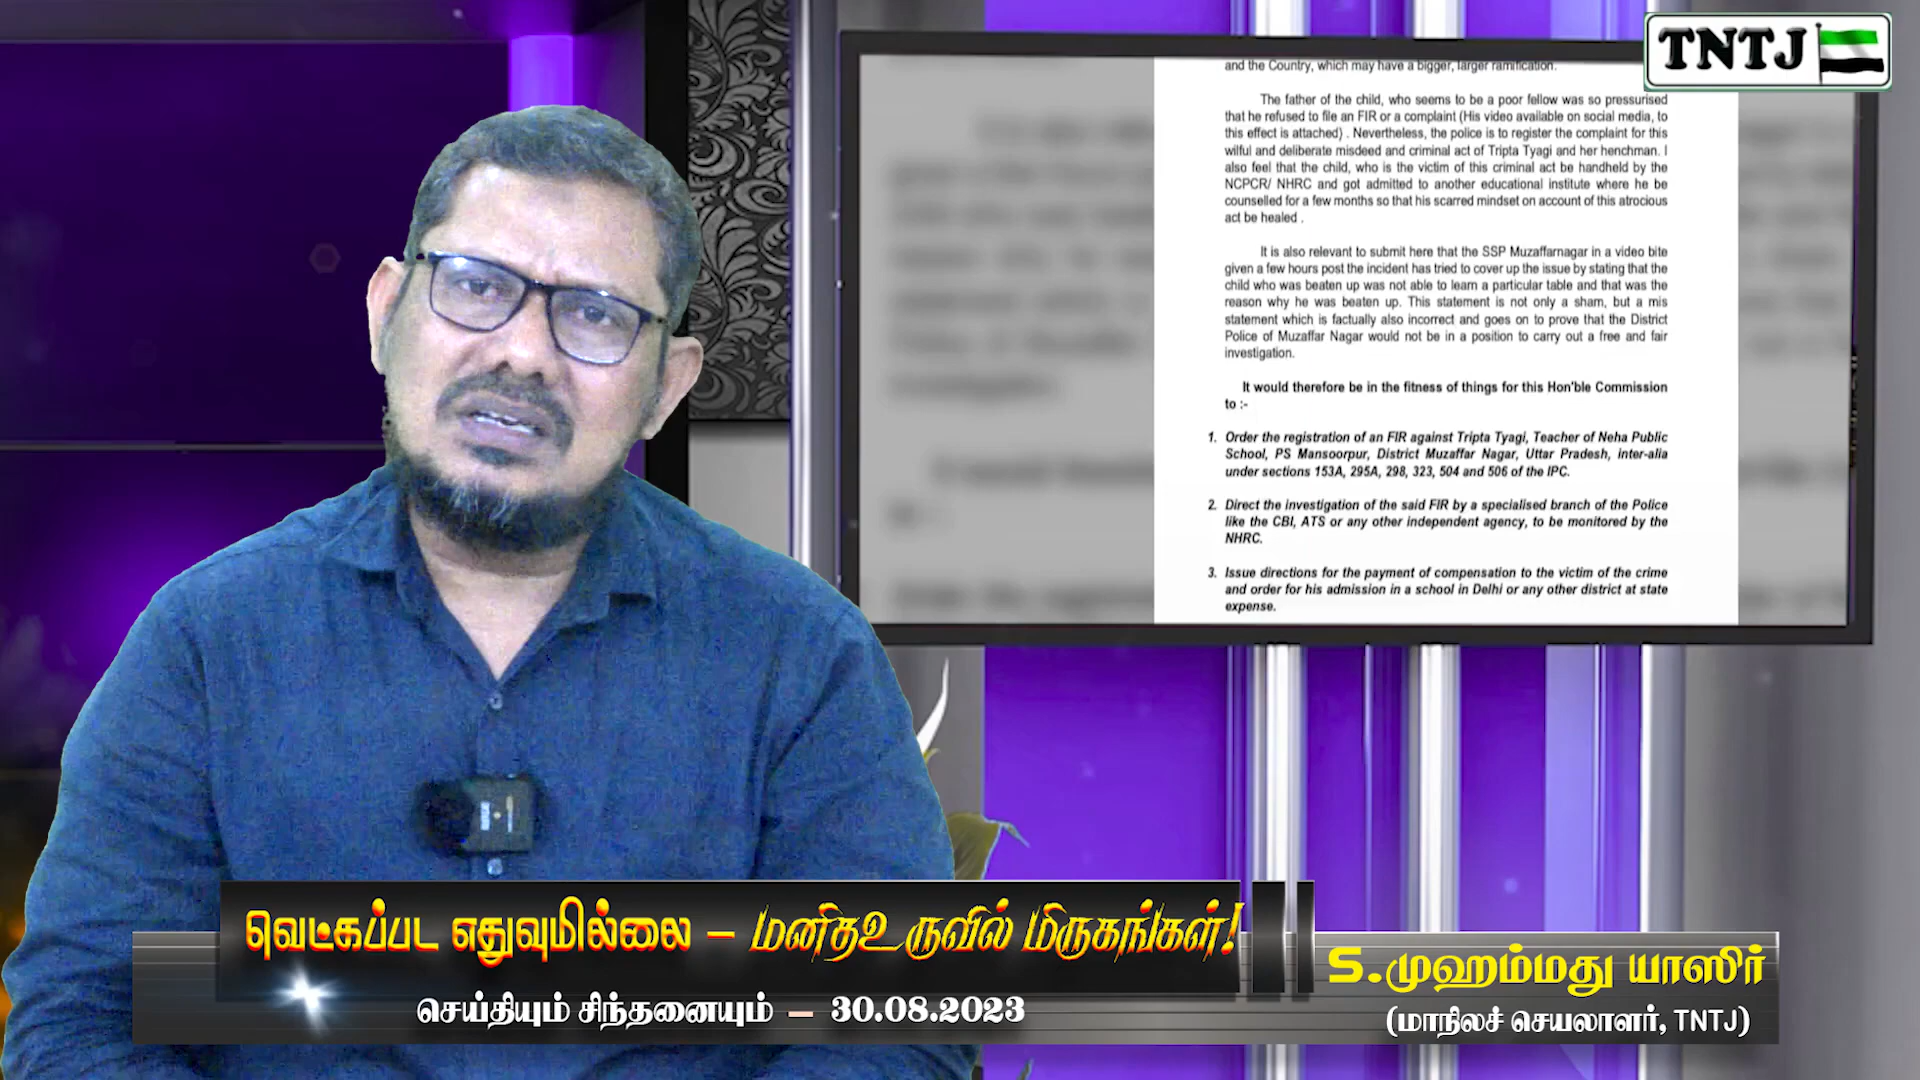 TNTJ
and the Country, which may have a bigger, larger ramification.
The father of the child, who seems to be a poor fellow was so pressurised
that he refused to file an FIR or a complaint (His video available on social media, to
this effect is attached) . Nevertheless, the police is to register the complaint for this
wilful and deliberate misdeed and criminal act of Tripta Tyagi and her henchman. I
also feel that the child, who is the victim of this criminal act be handheld by the
NCPCR/ NHRC and got admitted to another educational institute where he be
counselled for a few months so that his scarred mindset on account of this atrocious
act be healed .
It is also relevant to submit here that the SSP Muzaffarnagar in a video bite
given a few hours post the incident has tried to cover up the issue by stating that the
child who was beaten up was not able to learn a particular table and that was the
reason why he was beaten up. This statement is not only a sham, but a mis
statement which is factually also incorrect and goes on to prove that the District
Police of Muzaffar Nagar would not be in a position to carry out a free and fair
investigation.
It would therefore be in the fitness of things for this Hon'ble Commission
to :-
1. Order the registration of an FIR against Tripta Tyagi, Teacher of Neha Public
School, PS Mansoorpur, District Muzaffar Nagar, Uttar Pradesh, inter-alia
under sections 153A, 295A, 298, 323, 504 and 506 of the IPC.
2. Direct the investigation of the said FIR by a specialised branch of the Police
like the CBI, ATS or any other independent agency, to be monitored by the
NHRC.
3. Issue directions for the payment of compensation to the victim of the crime
and order for his admission in a school in Delhi or any other district at state
expense.
வெட்கப்பட எதுவுமில்லை – மனிதஉருவில் மிருகங்கள்!
செய்தியும் சிந்தனையும் – 30.08.2023
S.முஹம்மது யாஸிர்
(மாநிலச் செயலாளர், TNTJ)